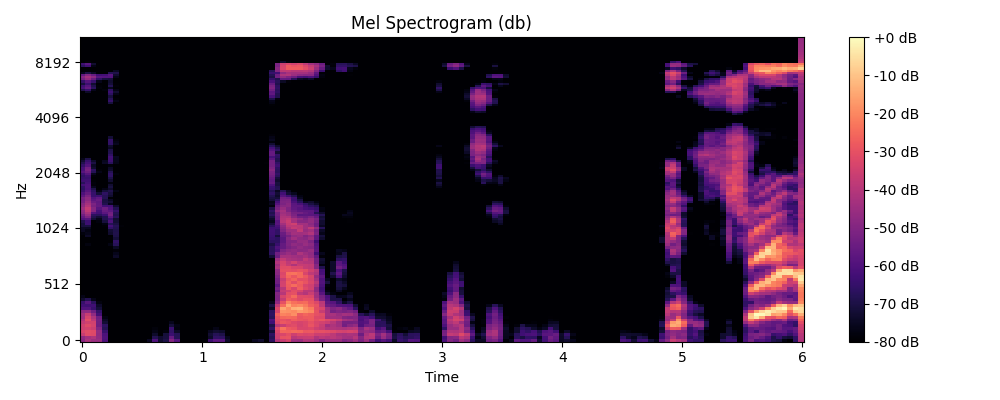 Mel Spectrogram (db)
8192
4096
2048
1024
512
0
Hz
0 1 2 3 4 5 6
Time
+0 dB
-10 dB
-20 dB
-30 dB
-40 dB
-50 dB
-60 dB
-70 dB
-80 dB